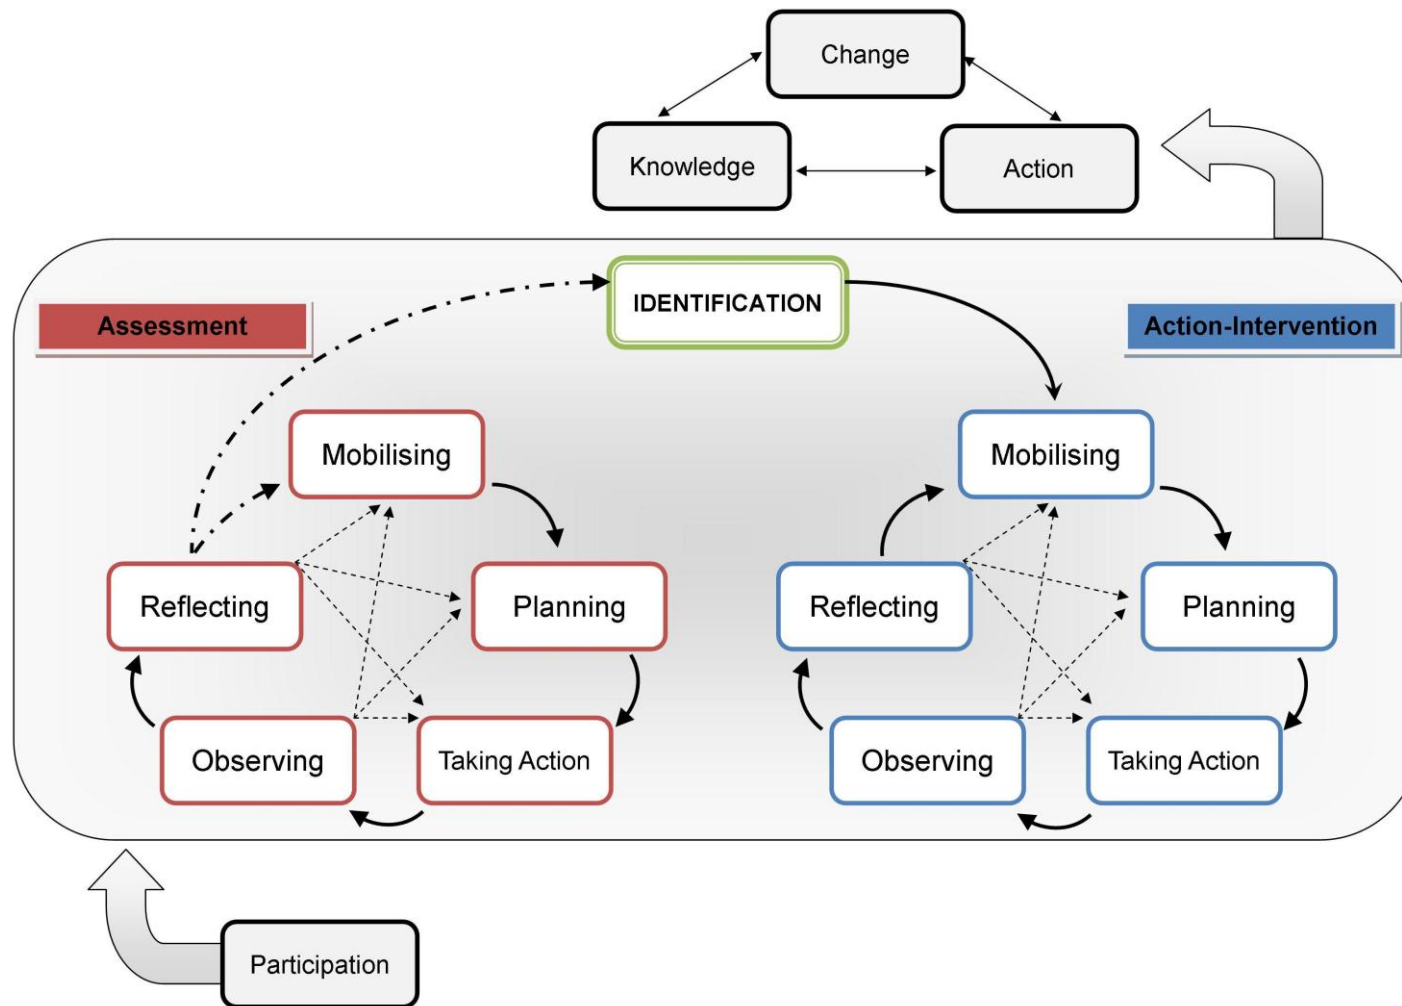 Change
Knowledge
Action
IDENTIFICATION
Assessment
Action-Intervention
Mobilising
Mobilising
Reflecting
Planning
Reflecting
Planning
Observing
Taking Action
Observing
Taking Action
Participation